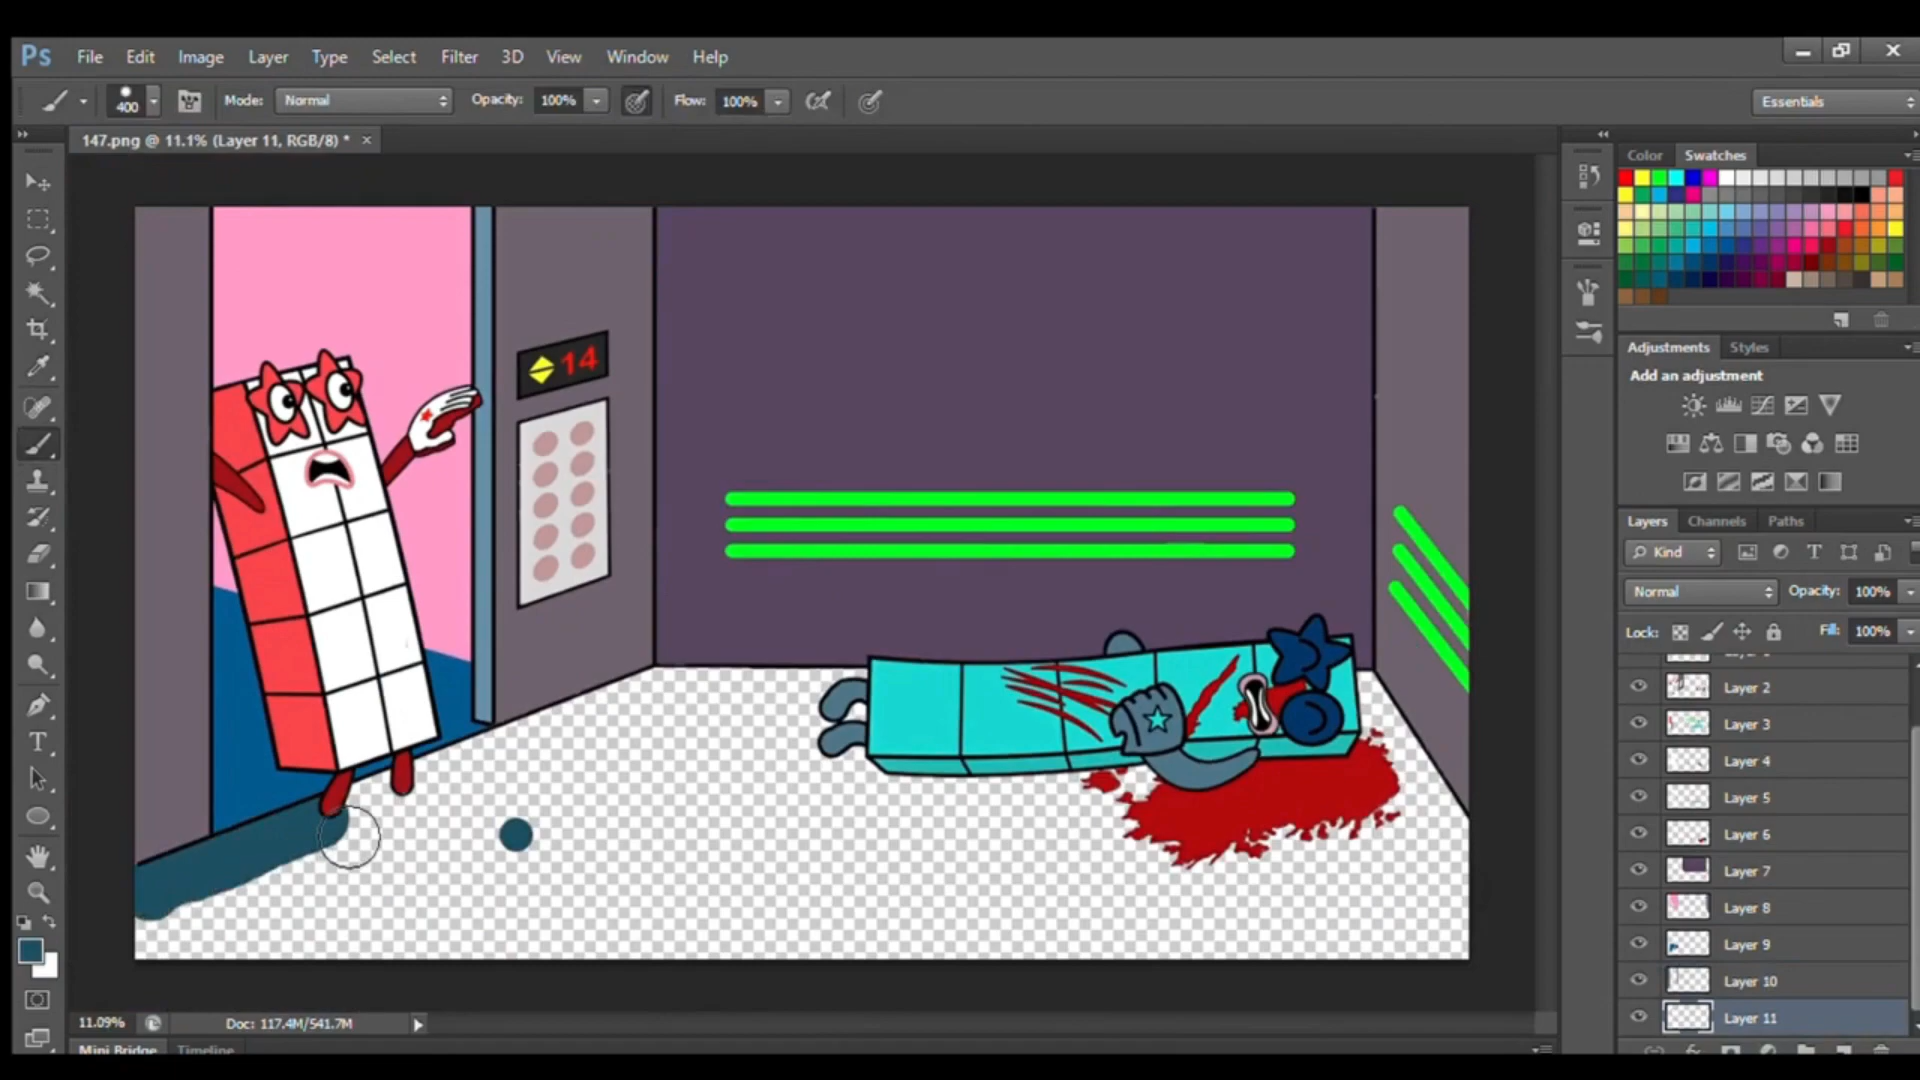 Ps File Edit Image Layer Type Select Filter 3D View Window Help
400 Mode: Normal Opacity: 100% Flow: 100% Essentials
147.png @ 11.1% (Layer 11, RGB/8) * ×
Color Swatches
14
Adjustments Styles
Add an adjustment
Layers Channels Paths
Kind
Normal Opacity: 100%
Lock: Fill: 100%
Layer 2
Layer 3
Layer 4
Layer 5
Layer 6
Layer 7
Layer 8
Layer 9
Layer 10
Layer 11
11.09% Doc: 117.4M/541.7M
Mini Bridge Timeline